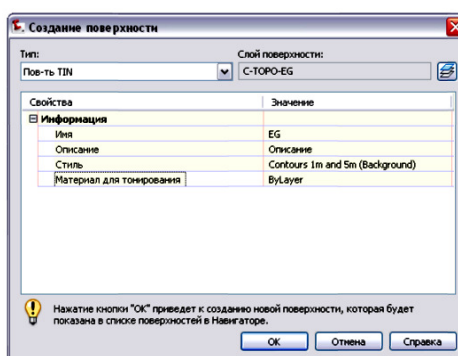 Создание поверхности
Тип: Слой поверхности:
Пов-ть TIN C-TOPO-EG
Свойства Значение
Информация
Имя EG
Описание Описание
Стиль Contours 1m and 5m (Background)
Материал для тонирования ByLayer
Нажатие кнопки "ОК" приведет к созданию новой поверхности, которая будет
показана в списке поверхностей в Навигаторе.
ОК Отмена Справка